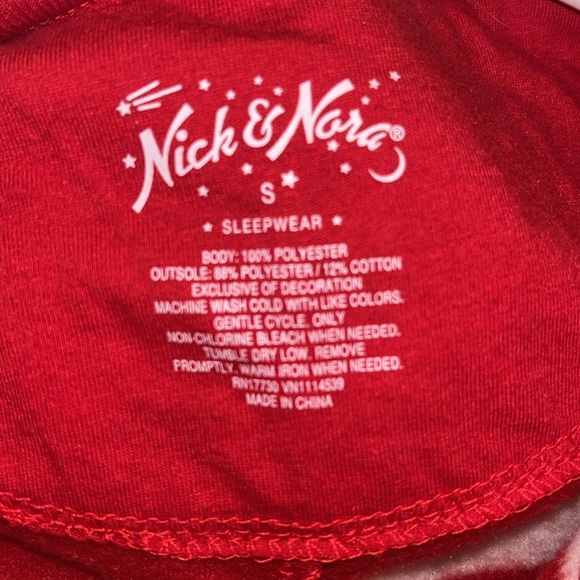 Nick & Nora®
S
SLEEPWEAR
BODY: 100% POLYESTER
OUTSOLE: 88% POLYESTER / 12% COTTON
EXCLUSIVE OF DECORATION
MACHINE WASH COLD WITH LIKE COLORS.
GENTLE CYCLE. ONLY
NON-CHLORINE BLEACH WHEN NEEDED.
TUMBLE DRY LOW. REMOVE
PROMPTLY. WARM IRON WHEN NEEDED.
RN17730 VN1114539
MADE IN CHINA